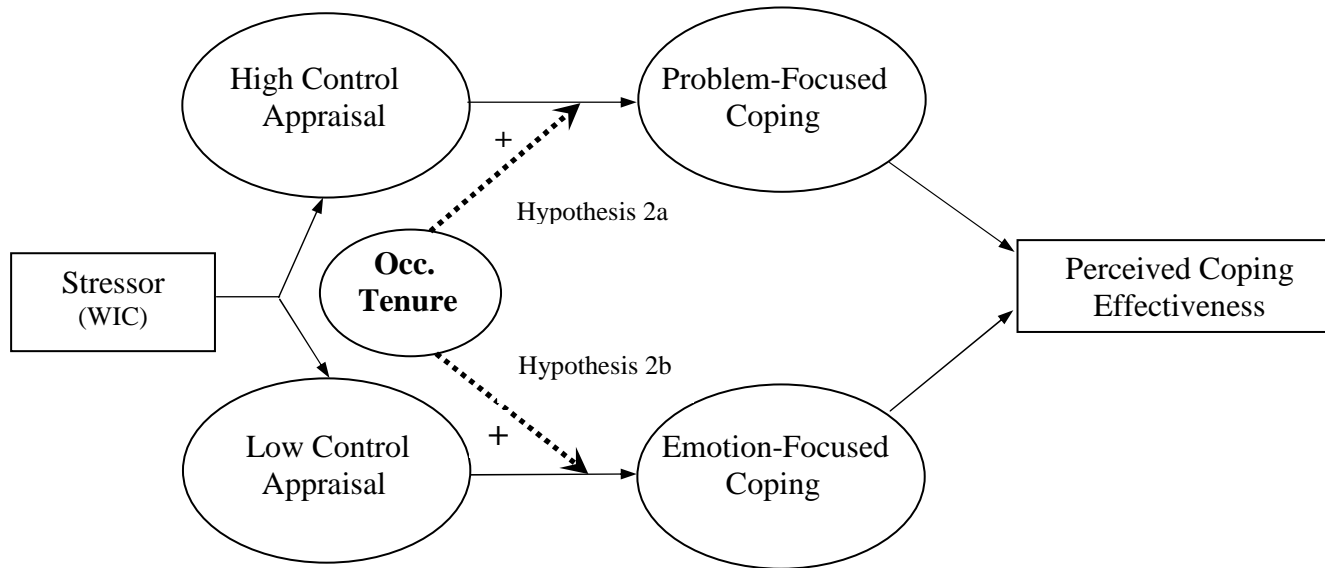 High Control
Appraisal
Problem-Focused
Coping
+
Hypothesis 2a
Occ.
Tenure
Stressor
(WIC)
Perceived Coping
Effectiveness
Hypothesis 2b
+
Low Control
Appraisal
Emotion-Focused
Coping